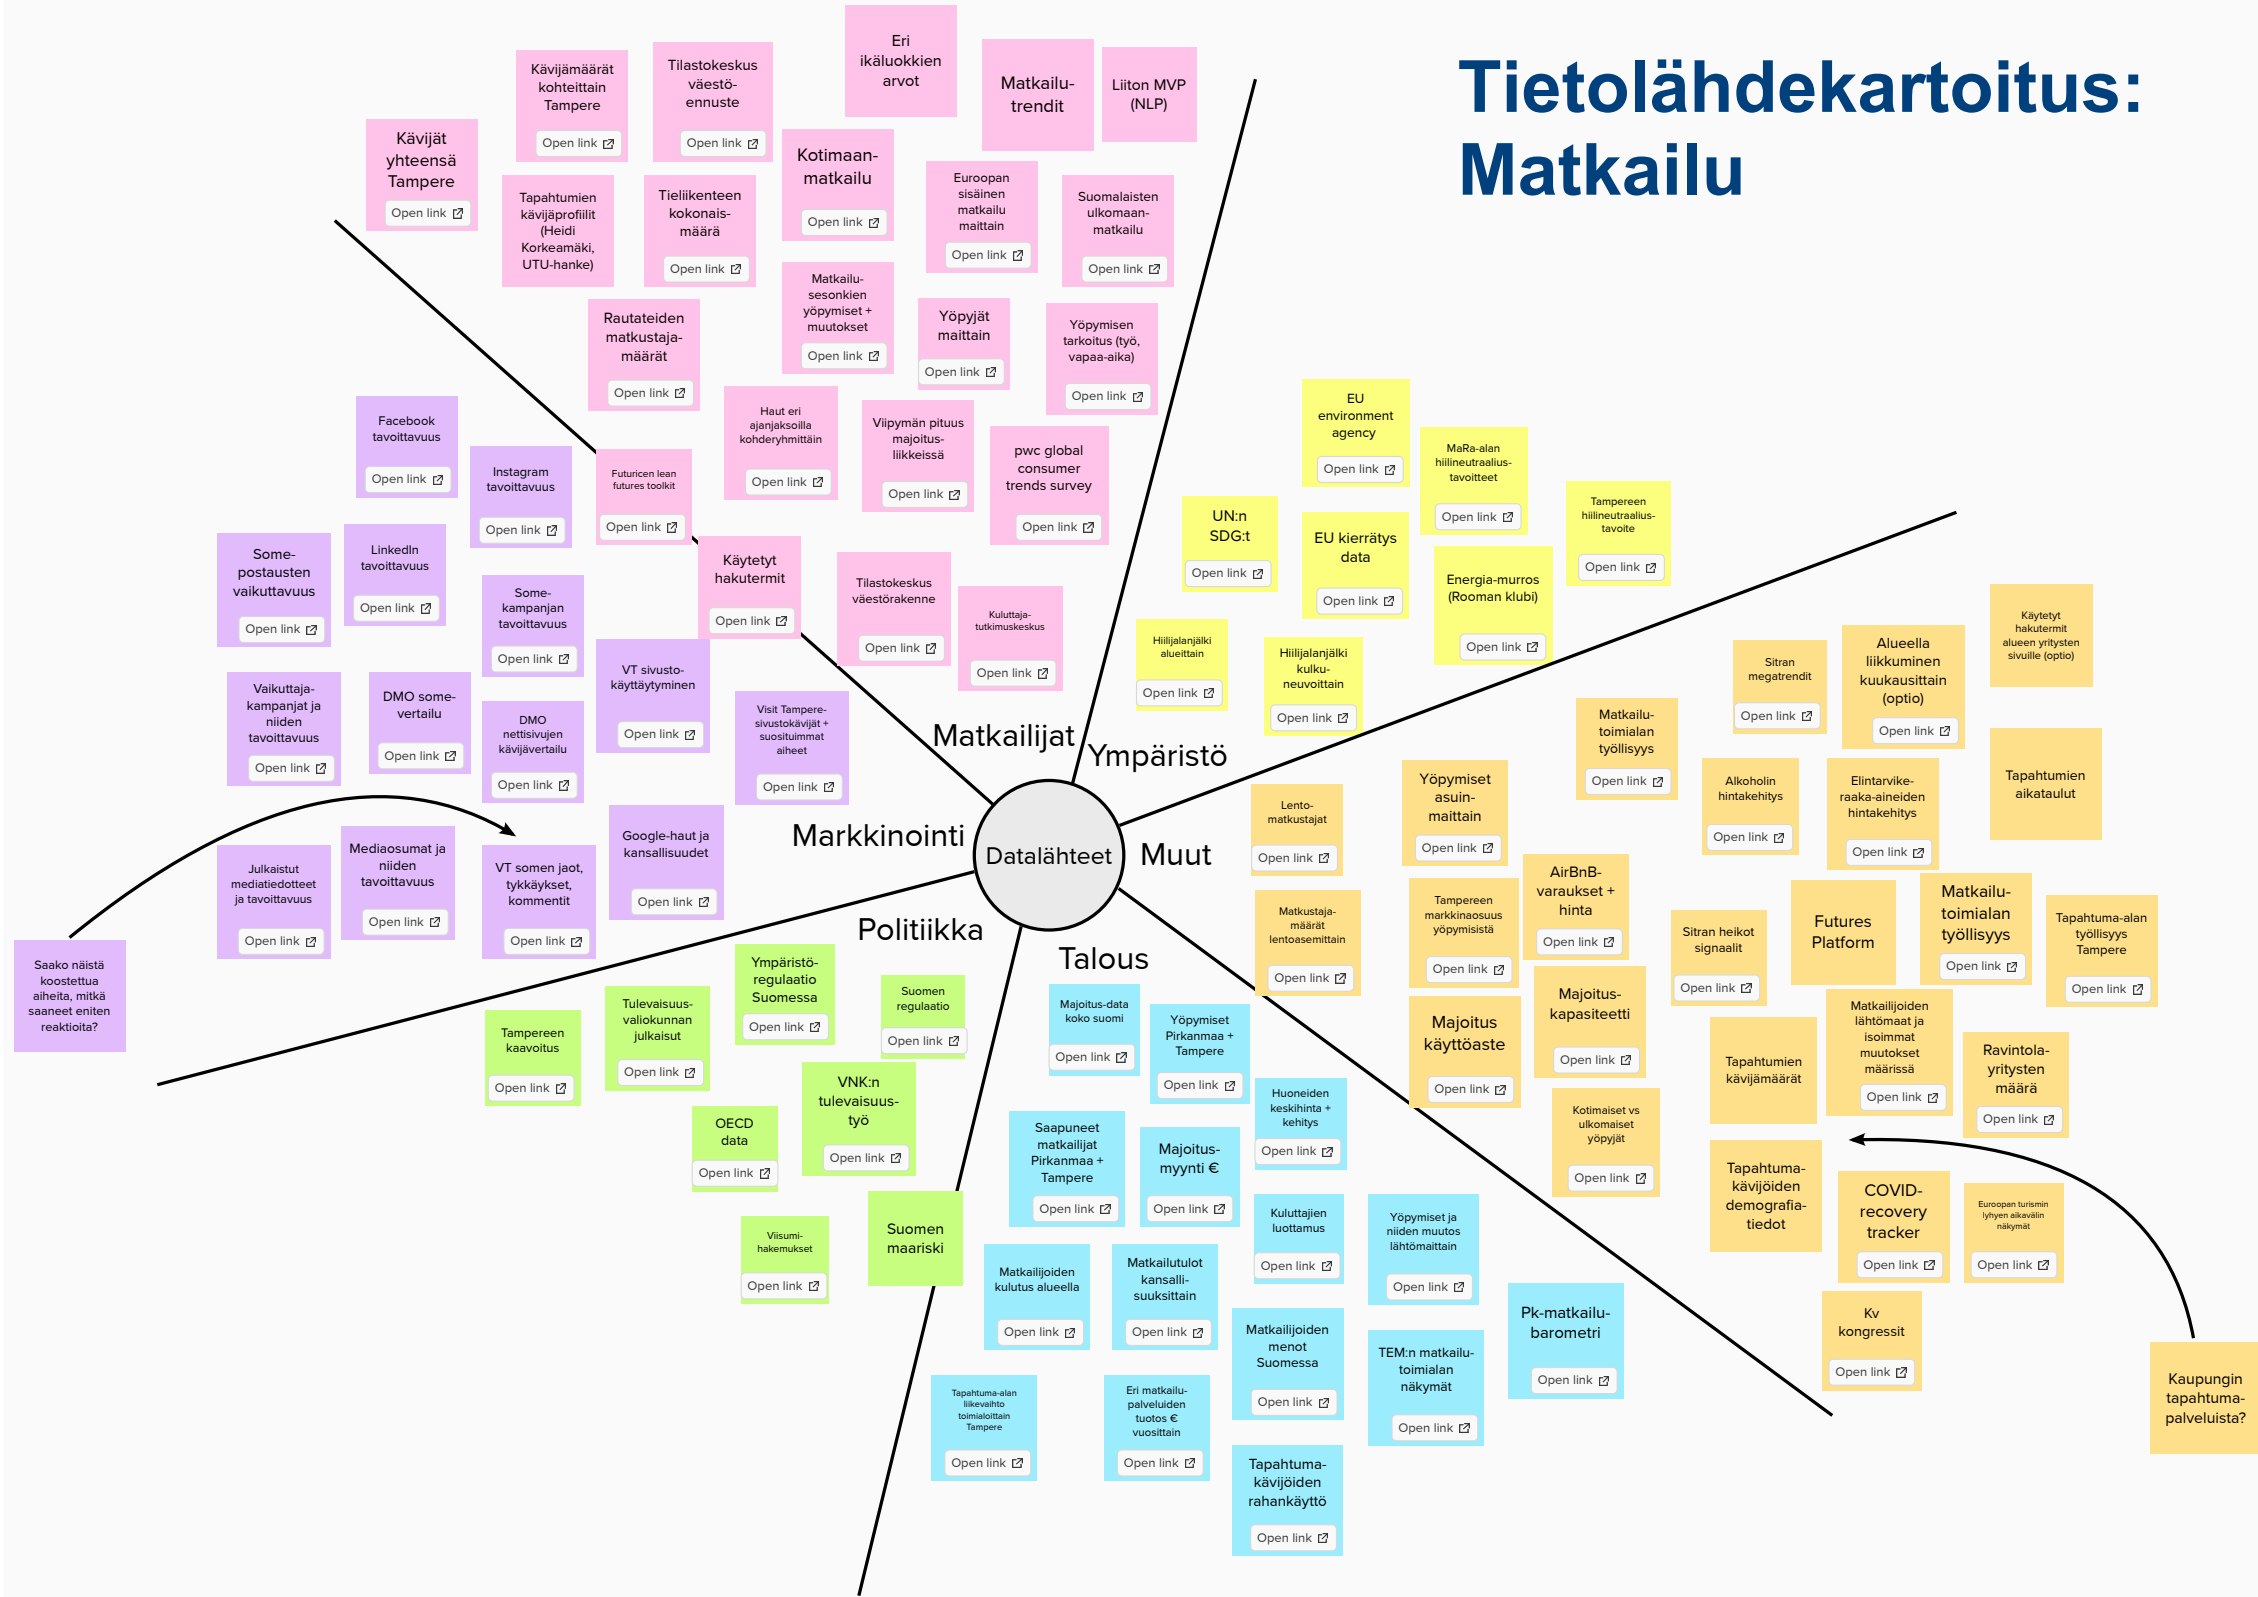 Tietolähdekartoitus:
Matkailu
Eri
ikäluokkien
arvot
Matkailu-
trendit
Liiton MVP
(NLP)
Kävijämäärät
kohteittain
Tampere
Open link
Tilastokeskus
väestö-
ennuste
Open link
Kävijät
yhteensä
Tampere
Open link
Kotimaan-
matkailu
Open link
Tapahtumien
kävijäprofiilit
(Heidi
Korkeamäki,
UTU-hanke)
Tieliikenteen
kokonais-
määrä
Open link
Euroopan
sisäinen
matkailu
maittain
Open link
Suomalaisten
ulkomaan-
matkailu
Open link
Matkailu-
sesonkien
yöpymiset +
muutokset
Open link
Rautateiden
matkustaja-
määrät
Open link
Yöpyjät
maittain
Open link
Yöpymisen
tarkoitus (työ,
vapaa-aika)
Open link
Haut eri
ajanjaksoilla
kohderyhmittäin
Open link
Viipymän pituus
majoitus-
liikkeissä
Open link
pwc global
consumer
trends survey
Open link
Futuricen lean
futures toolkit
Open link
Käytetyt
hakutermit
Open link
Tilastokeskus
väestörakenne
Open link
Kuluttaja-
tutkimuskeskus
Open link
Matkailijat
Facebook
tavoittavuus
Open link
Instagram
tavoittavuus
Open link
Some-
postausten
vaikuttavuus
Open link
LinkedIn
tavoittavuus
Open link
Some-
kampanjan
tavoittavuus
Open link
VT sivusto-
käyttäytyminen
Open link
Vaikuttaja-
kampanjat ja
niiden
tavoittavuus
Open link
DMO some-
vertailu
Open link
DMO
nettisivujen
kävijävertailu
Open link
Visit Tampere-
sivustokävijät +
suosituimmat
aiheet
Open link
Markkinointi
Julkaistut
mediatiedotteet
ja tavoittavuus
Open link
Mediaosumat ja
niiden
tavoittavuus
Open link
VT somen jaot,
tykkäykset,
kommentit
Open link
Google-haut ja
kansallisuudet
Open link
Saako näistä
koostettua
aiheita, mitkä
saaneet eniten
reaktioita?
EU
environment
agency
Open link
MaRa-alan
hiilineutraalius-
tavoitteet
Open link
Tampereen
hiilineutraalius-
tavoite
Open link
UN:n
SDG:t
Open link
EU kierrätys
data
Open link
Energia-murros
(Rooman klubi)
Open link
Hiilijalanjälki
alueittain
Open link
Hiilijalanjälki
kulku-
neuvoittain
Open link
Ympäristö
Datalähteet
Muut
Käytetyt
hakutermit
alueen yritysten
sivuille (optio)
Sitran
megatrendit
Open link
Alueella
liikkuminen
kuukausittain
(optio)
Open link
Matkailu-
toimialan
työllisyys
Open link
Lento-
matkustajat
Open link
Yöpymiset
asuin-
maittain
Open link
Alkoholin
hintakehitys
Open link
Elintarvike-
raaka-aineiden
hintakehitys
Open link
Tapahtumien
aikataulut
Matkustaja-
määrät
lentoasemittain
Open link
Tampereen
markkinaosuus
yöpymisistä
Open link
AirBnB-
varaukset +
hinta
Open link
Sitran heikot
signaalit
Open link
Futures
Platform
Matkailu-
toimialan
työllisyys
Open link
Tapahtuma-alan
työllisyys
Tampere
Open link
Majoitus
käyttöaste
Open link
Majoitus-
kapasiteetti
Open link
Tapahtumien
kävijämäärät
Matkailijoiden
lähtömaat ja
isoimmat
muutokset
määrissä
Open link
Ravintola-
yritysten
määrä
Open link
Kotimaiset vs
ulkomaiset
yöpyjät
Open link
Tapahtuma-
kävijöiden
demografia-
tiedot
COVID-
recovery
tracker
Open link
Euroopan turismin
lyhyen aikavälin
näkymät
Open link
Kv
kongressit
Open link
Kaupungin
tapahtuma-
palveluista?
Politiikka
Ympäristö-
regulaatio
Suomessa
Open link
Suomen
regulaatio
Open link
Tulevaisuus-
valiokunnan
julkaisut
Open link
Tampereen
kaavoitus
Open link
VNK:n
tulevaisuus-
työ
Open link
OECD
data
Open link
Suomen
maariski
Viisumi-
hakemukset
Open link
Talous
Majoitus-data
koko suomi
Open link
Yöpymiset
Pirkanmaa +
Tampere
Open link
Huoneiden
keskihinta +
kehitys
Open link
Saapuneet
matkailijat
Pirkanmaa +
Tampere
Open link
Majoitus-
myynti €
Open link
Kuluttajien
luottamus
Open link
Yöpymiset ja
niiden muutos
lähtömaittain
Open link
Matkailijoiden
kulutus alueella
Open link
Matkailutulot
kansalli-
suuksittain
Open link
Matkailijoiden
menot
Suomessa
Open link
TEM:n matkailu-
toimialan
näkymät
Open link
Pk-matkailu-
barometri
Open link
Tapahtuma-alan
liikevaihto
toimialoittain
Tampere
Open link
Eri matkailu-
palveluiden
tuotos €
vuosittain
Open link
Tapahtuma-
kävijöiden
rahankäyttö
Open link